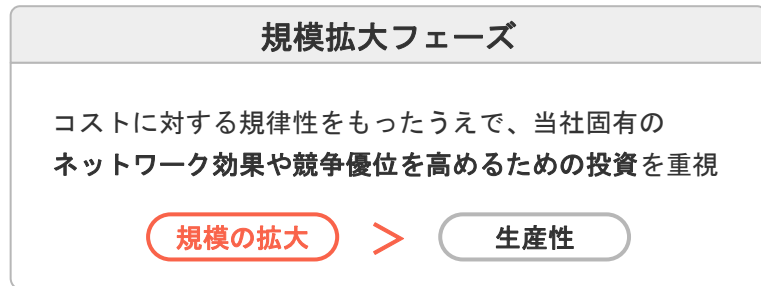 規模拡大フェーズ
コストに対する規律性をもったうえで、当社固有の
ネットワーク効果や競争優位を高めるための投資を重視
規模の拡大 > 生産性